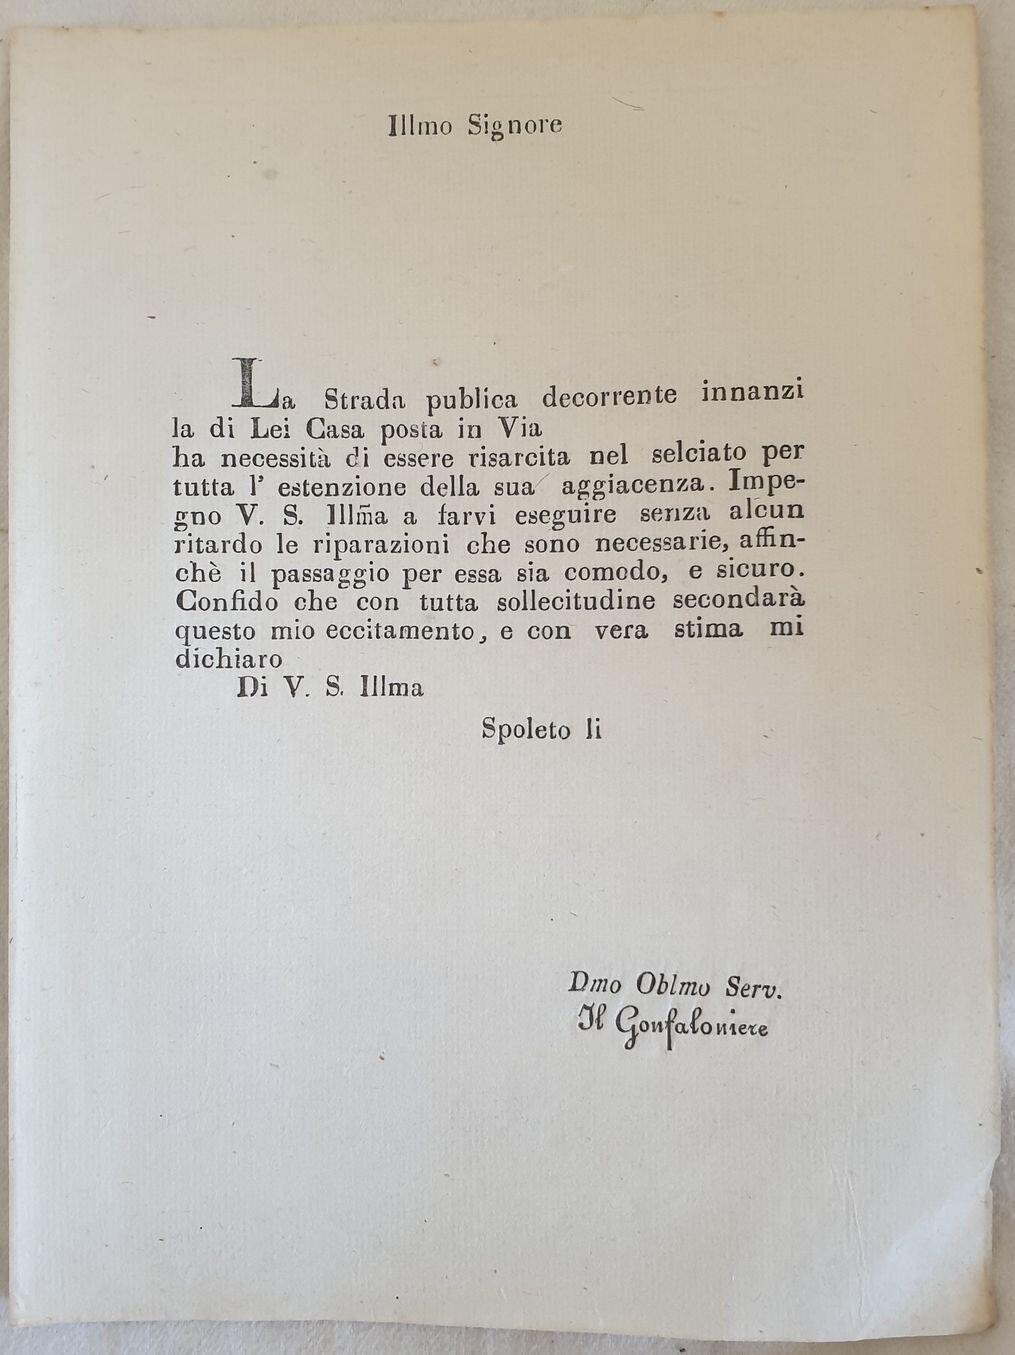 Illmo Signore
La Strada publica decorrente innanzi
la di Lei Casa posta in Via
ha necessità di essere risarcita nel selciato per
tutta l' estenzione della sua aggiacenza. Impe-
gno V. S. Illm̃a a farvi eseguire senza alcun
ritardo le riparazioni che sono necessarie, affin-
chè il passaggio per essa sia comodo, e sicuro.
Confido che con tutta sollecitudine secondarà
questo mio eccitamento, e con vera stima mi
dichiaro
Di V. S. Illma
Spoleto li
Dmo Oblmo Serv.
Il Gonfaloniere